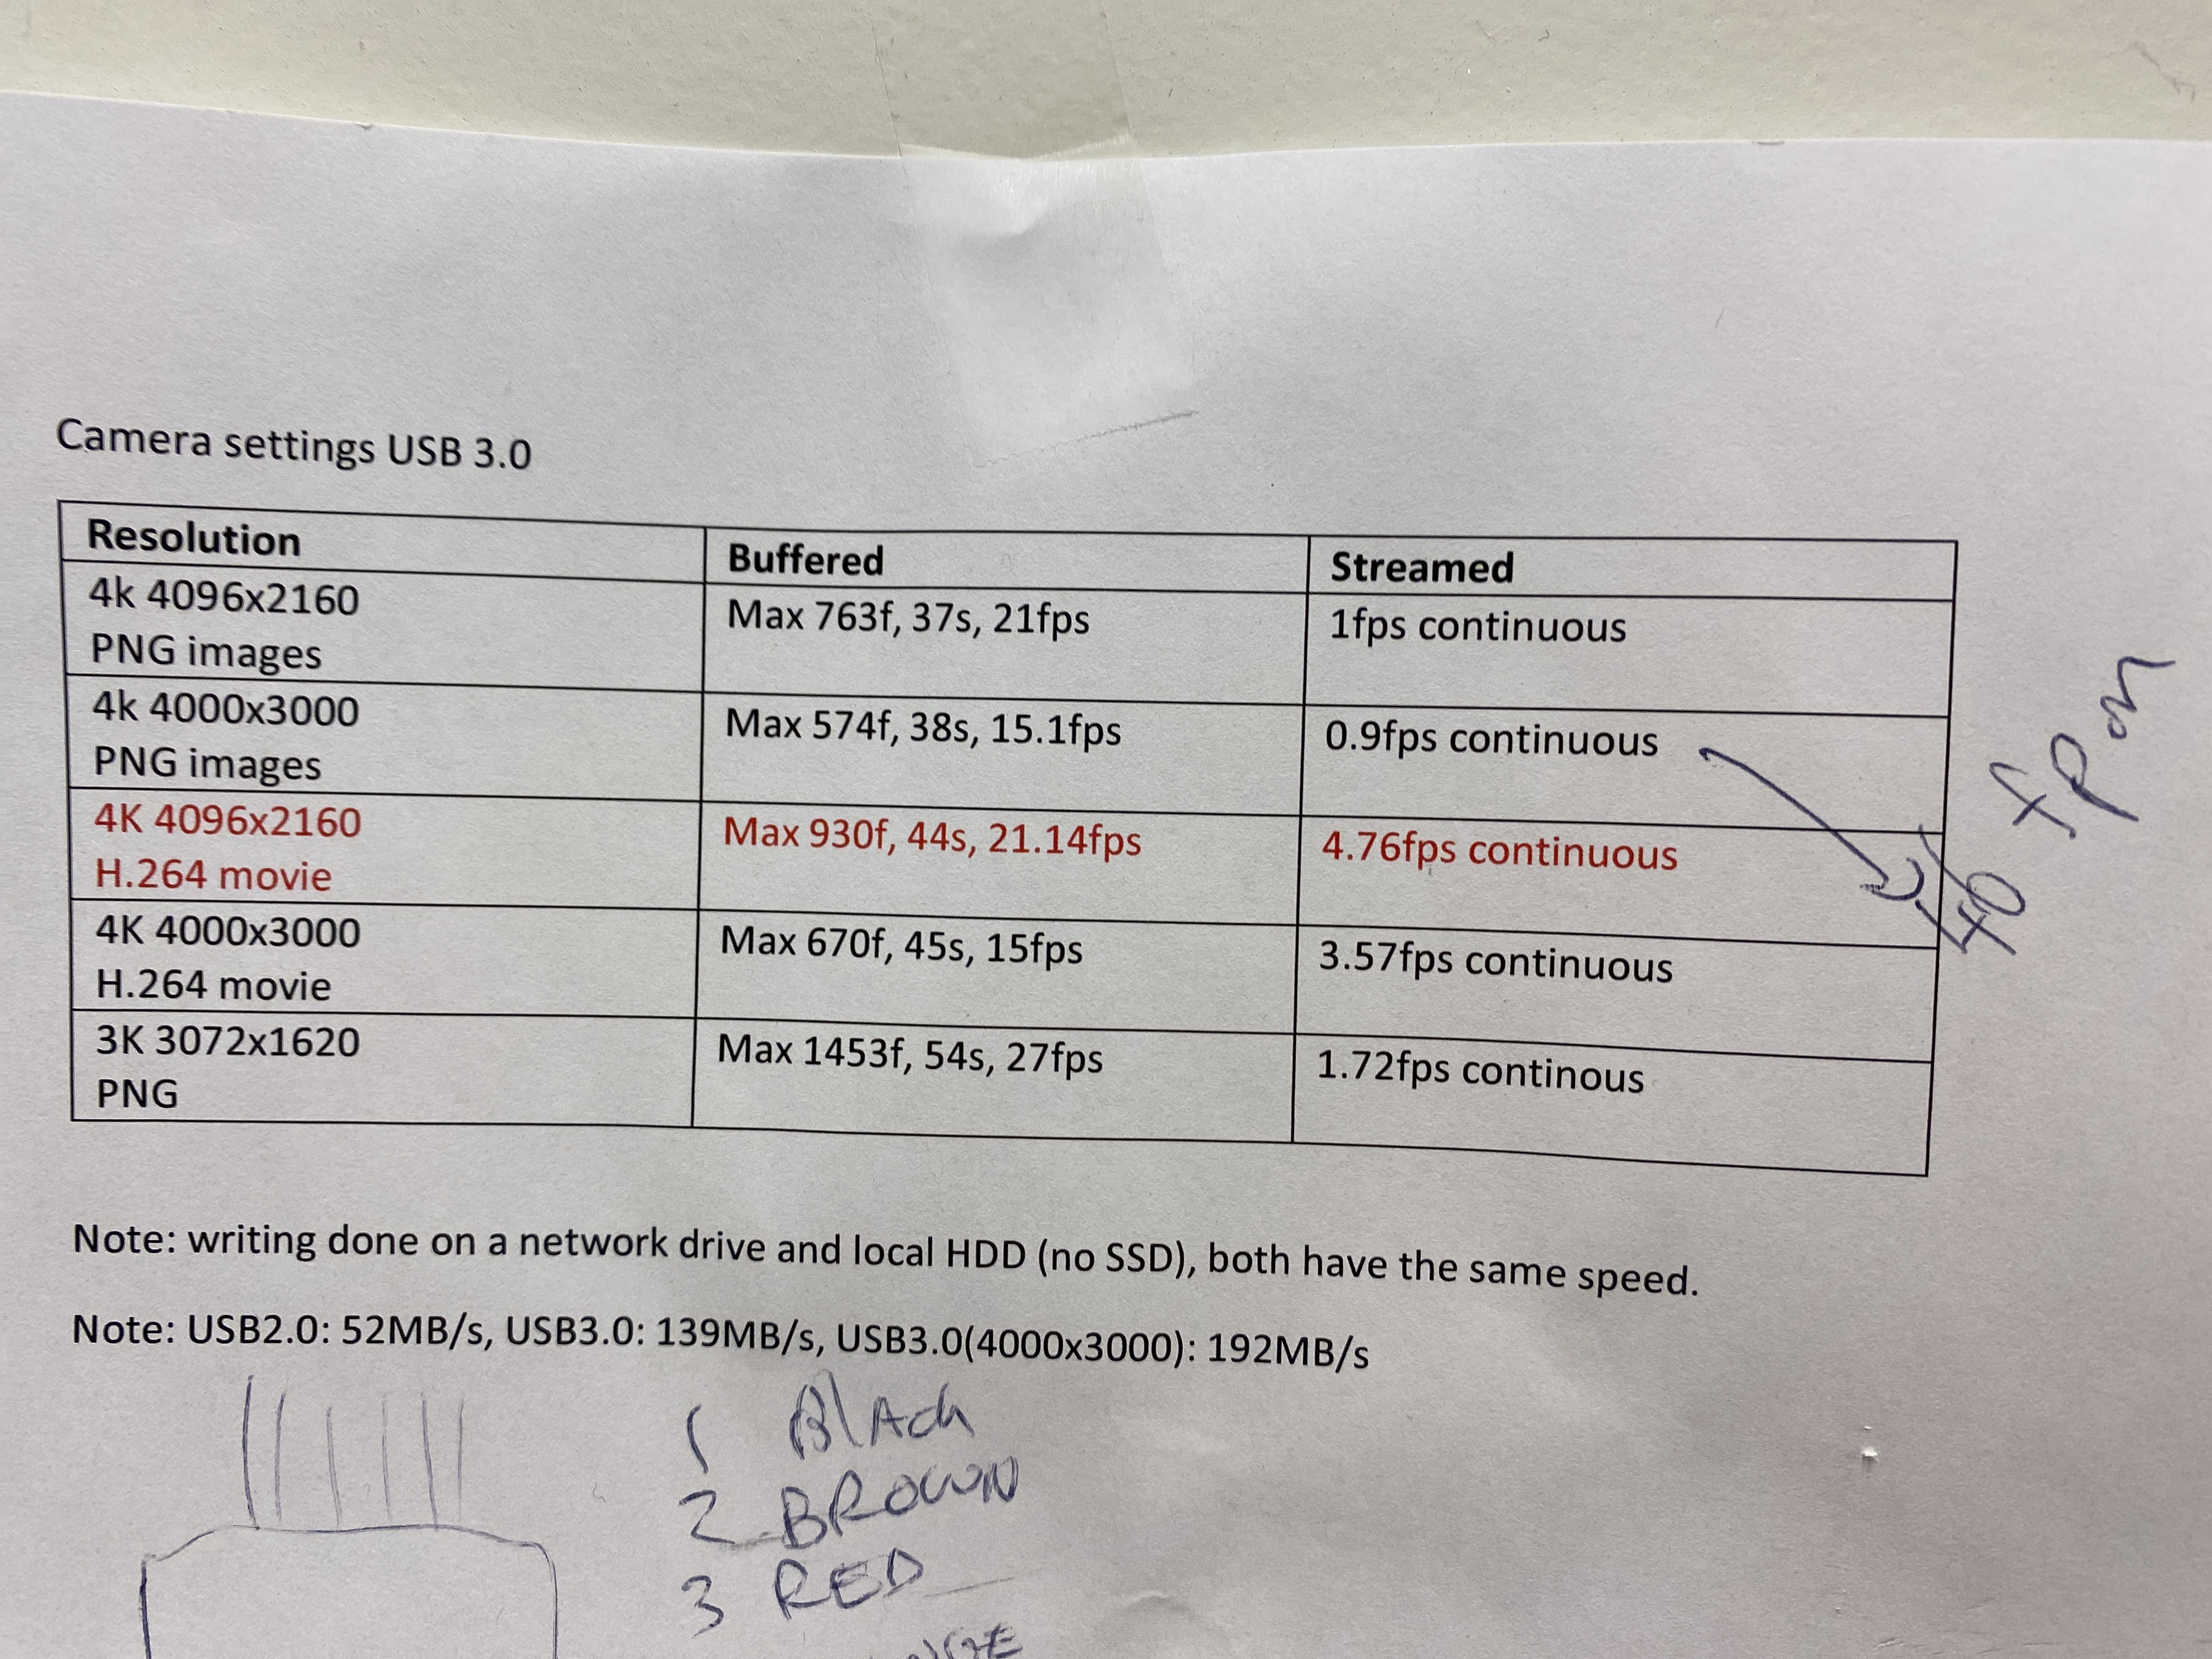 Camera settings USB 3.0
Resolution Buffered Streamed
4k 4096x2160 Max 763f, 37s, 21fps 1fps continuous
PNG images
4k 4000x3000 Max 574f, 38s, 15.1fps 0.9fps continuous
PNG images
4K 4096x2160 Max 930f, 44s, 21.14fps 4.76fps continuous
H.264 movie
4K 4000x3000 Max 670f, 45s, 15fps 3.57fps continuous
H.264 movie
3K 3072x1620 Max 1453f, 54s, 27fps 1.72fps continous
PNG
40 fpm
Note: writing done on a network drive and local HDD (no SSD), both have the same speed.
Note: USB2.0: 52MB/s, USB3.0: 139MB/s, USB3.0(4000x3000): 192MB/s
1 BlAck
2 BROWN
3 RED